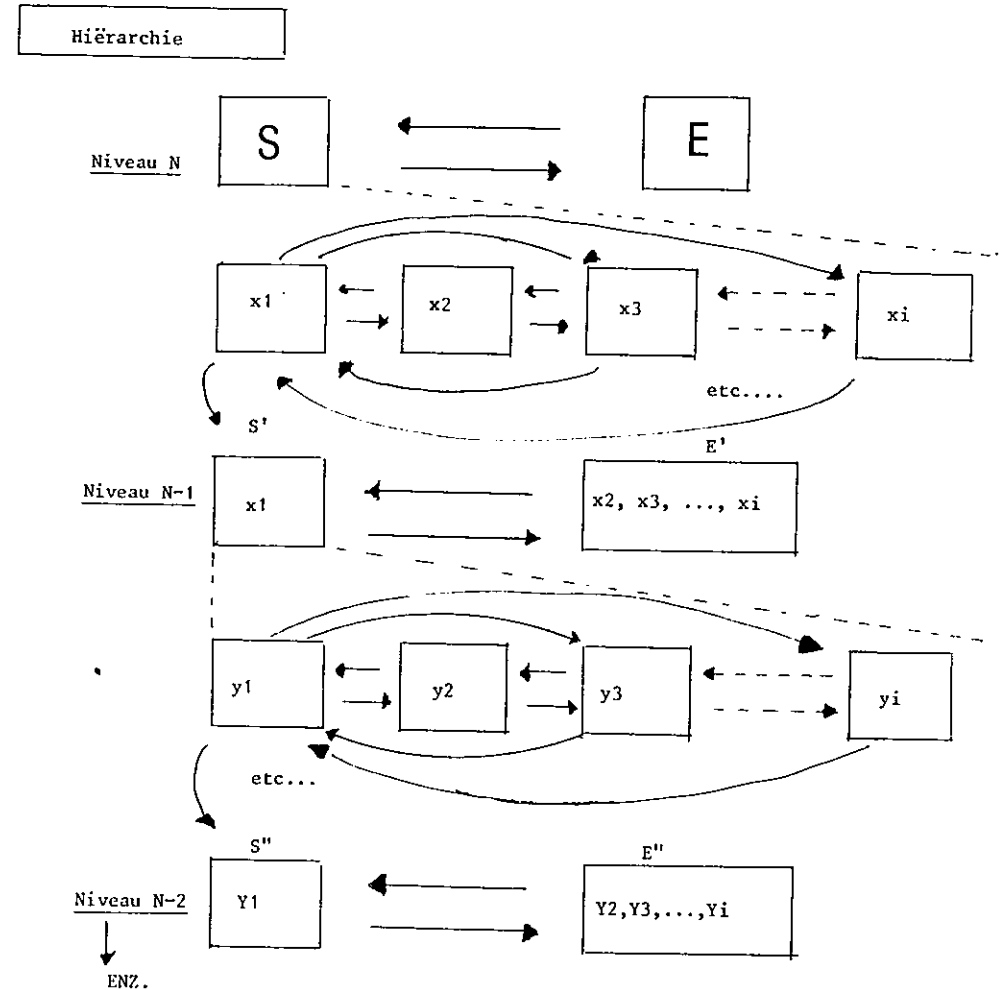 Hiërarchie
S
E
Niveau N
x1
x2
x3
xi
etc....
S'
E'
Niveau N-1
x1
x2, x3, ..., xi
y1
y2
y3
yi
etc...
S"
E"
Niveau N-2
Y1
Y2,Y3,...,Yi
ENZ.